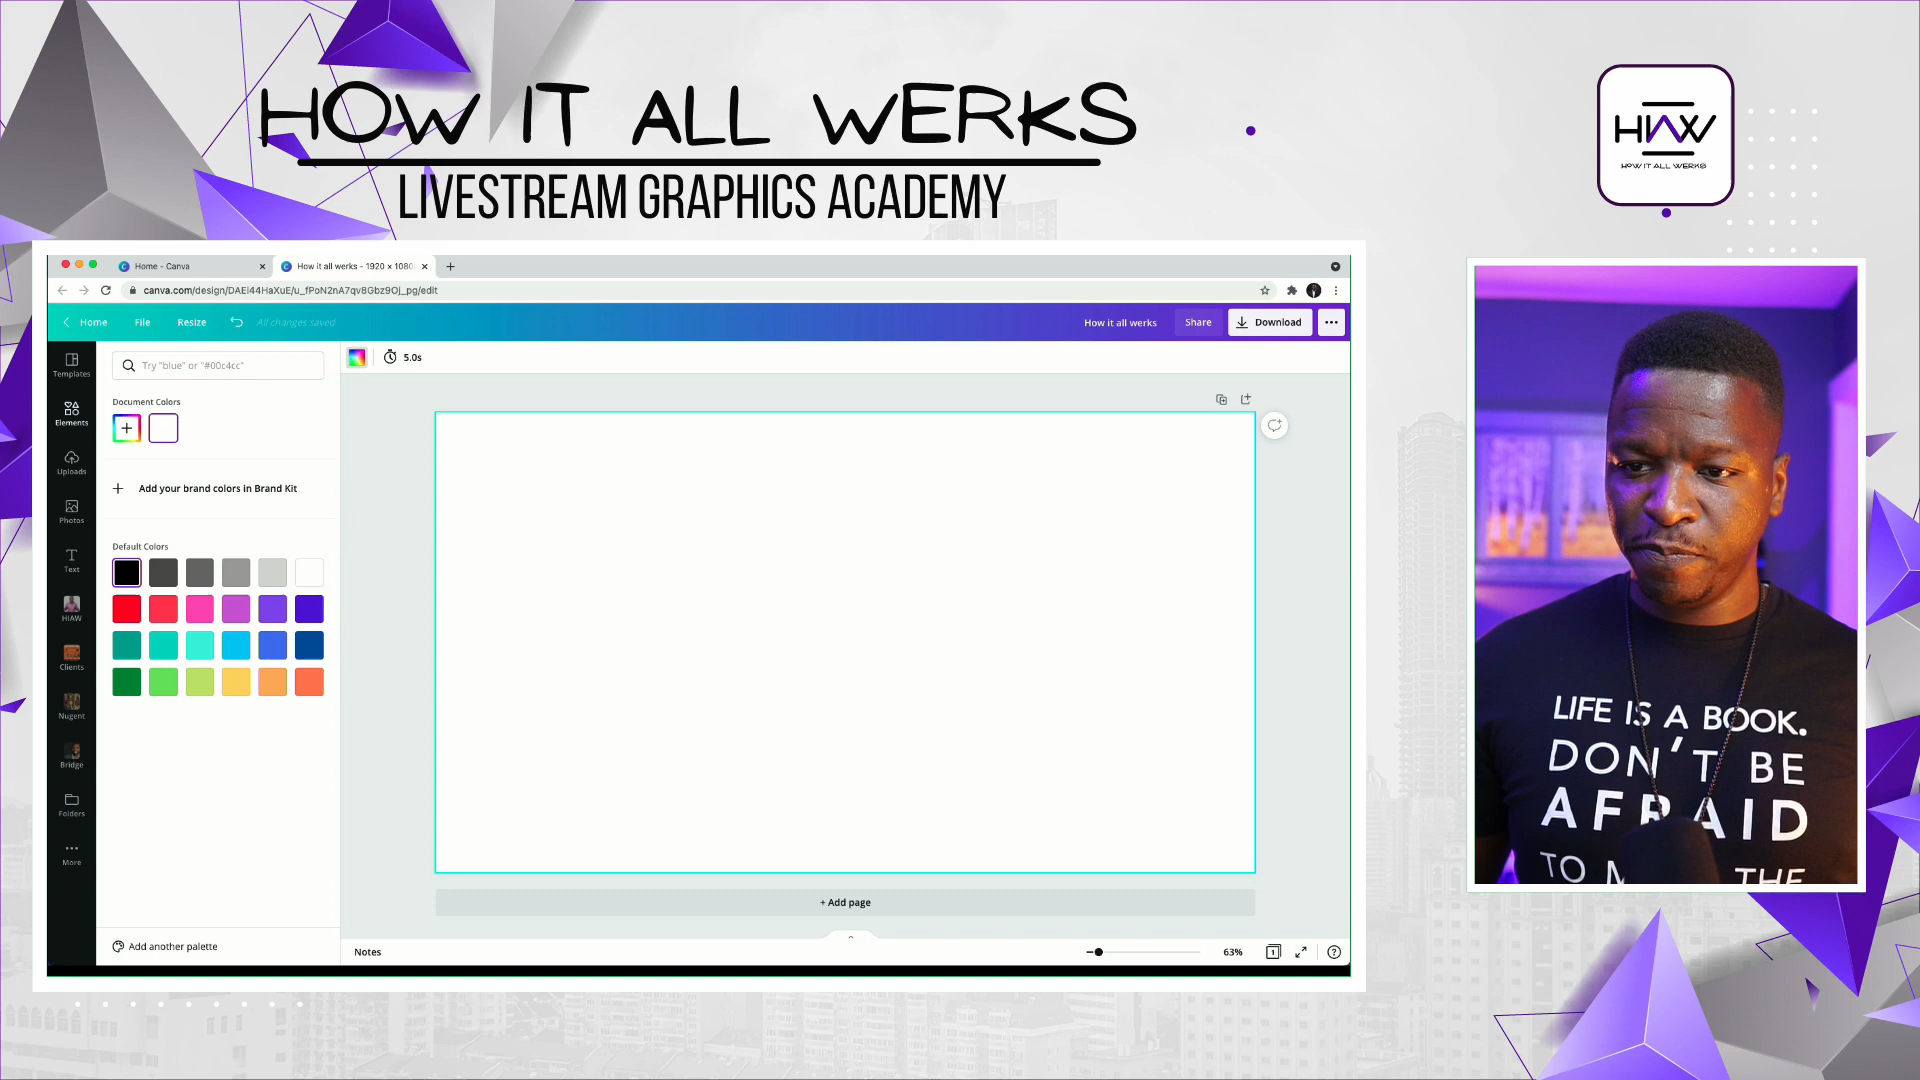 HOW IT ALL WERKS
LIVESTREAM GRAPHICS ACADEMY
HIAW
HOW IT ALL WERKS
Home - Canva
How it all werks - 1920 × 1080
canva.com/design/DAEi44HaXuE/u_fPoN2nA7qv8Gbz9Oj_pg/edit
Home
File
Resize
All changes saved
How it all werks
Share
Download
Templates
Elements
Uploads
Photos
Text
HIAW
Clients
Nugent
Bridge
Folders
More
Try "blue" or "#00c4cc"
Document Colors
Add your brand colors in Brand Kit
Default Colors
Add another palette
5.0s
+ Add page
Notes
63%
1
LIFE IS A BOOK.
DON'T BE
AFRAID
TO
THE